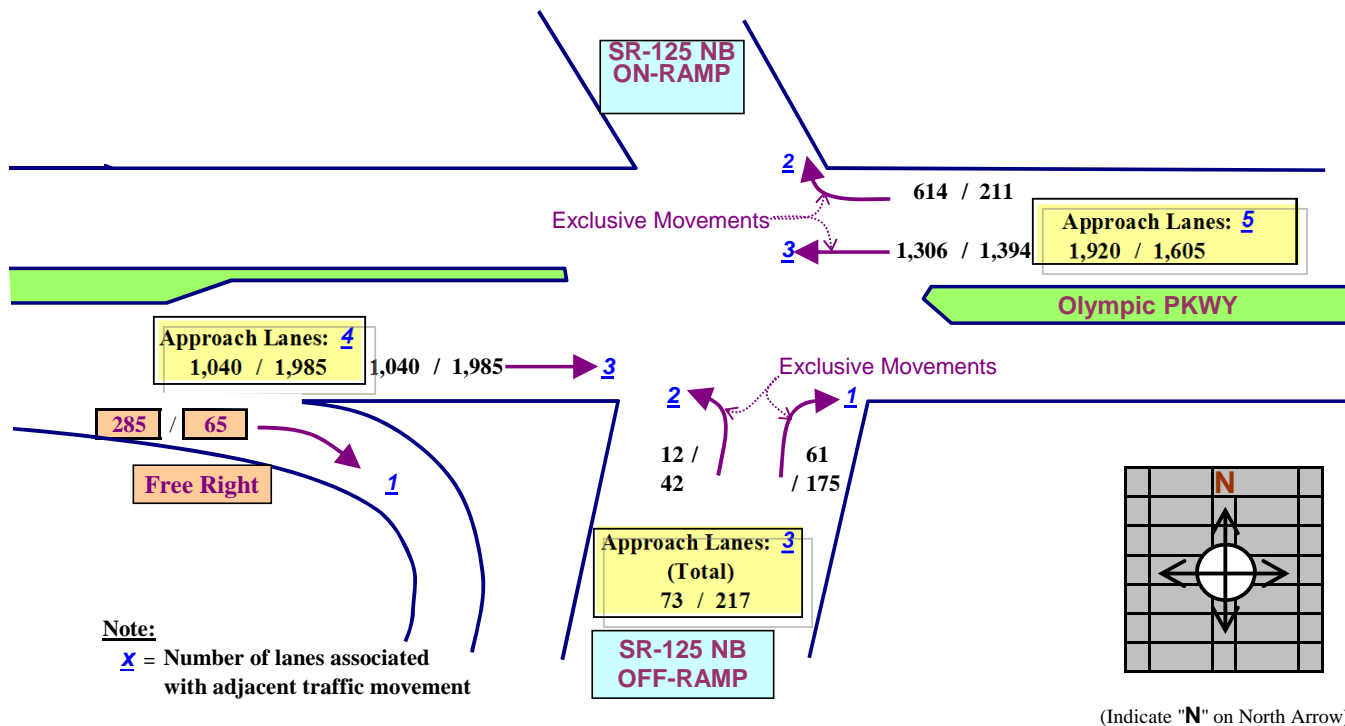 SR-125 NB
ON-RAMP
2
614 / 211
Exclusive Movements
Approach Lanes: 5
3
1,306 / 1,394
1,920 / 1,605
Olympic PKWY
Approach Lanes: 4
1,040 / 1,985
1,040 / 1,985
3
Exclusive Movements
2
1
285 / 65
12 /
42
61
/ 175
Free Right
1
N
Approach Lanes: 3
(Total)
73 / 217
Note:
x = Number of lanes associated
with adjacent traffic movement
SR-125 NB
OFF-RAMP
(Indicate "N" on North Arrow)